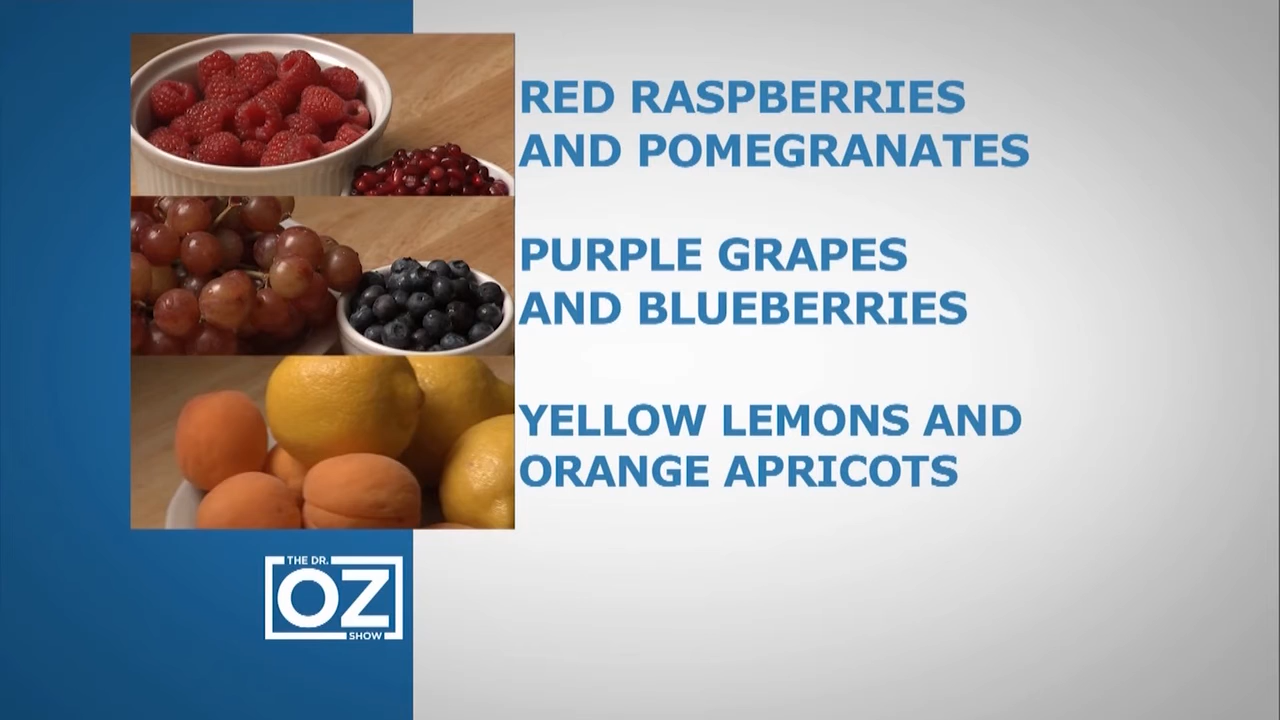 RED RASPBERRIES
AND POMEGRANATES
PURPLE GRAPES
AND BLUEBERRIES
YELLOW LEMONS AND
ORANGE APRICOTS
THE DR.
OZ
SHOW